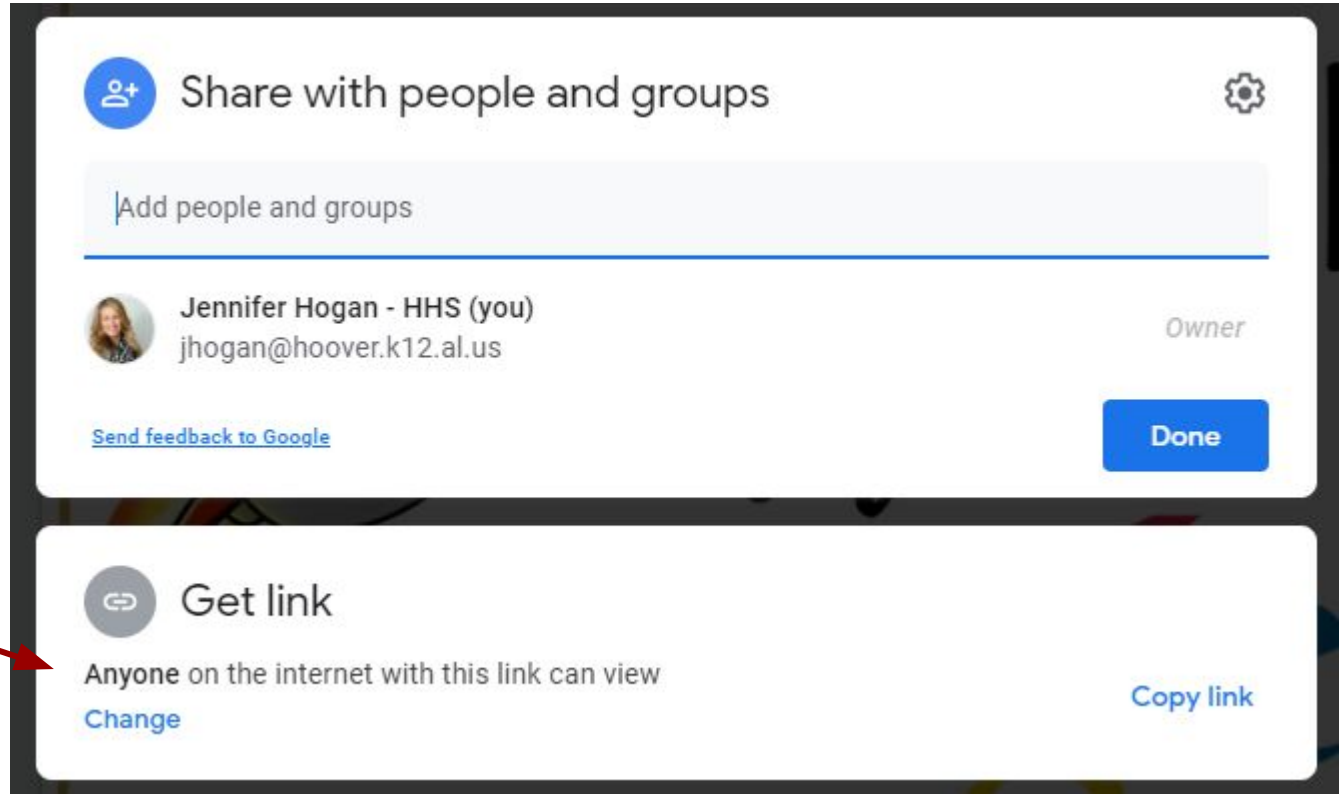 Share with people and groups
Add people and groups
Jennifer Hogan - HHS (you)
jhogan@hoover.k12.al.us
Owner
Send feedback to Google
Done
Get link
Anyone on the internet with this link can view
Change
Copy link